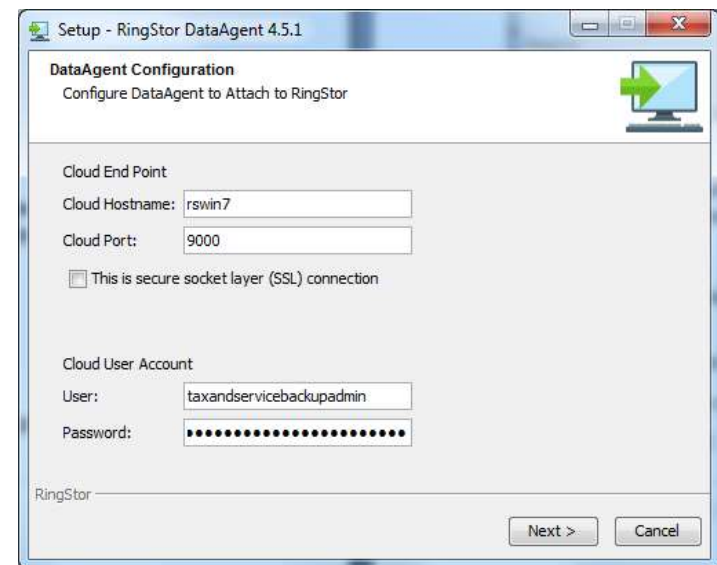 Setup - RingStor DataAgent 4.5.1
DataAgent Configuration
Configure DataAgent to Attach to RingStor
Cloud End Point
Cloud Hostname: rswin7
Cloud Port: 9000
This is secure socket layer (SSL) connection
Cloud User Account
User: taxandservicebackupadmin
Password: ●●●●●●●●●●●●●●●●●●●●●●●●
RingStor
Next > Cancel